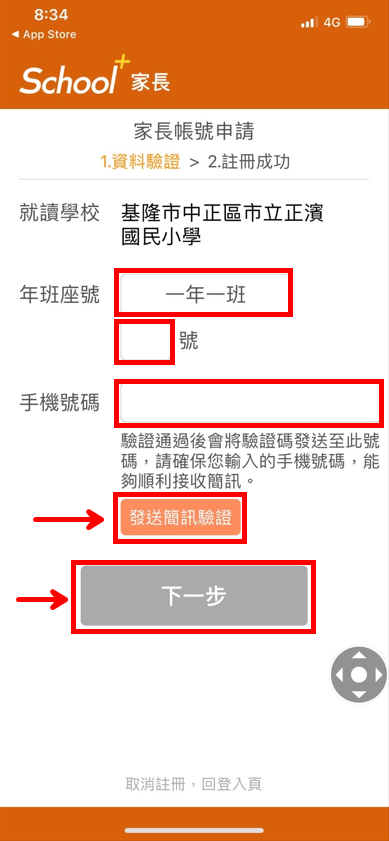 8:34
4G
◀ App Store
School+ 家長
家長帳號申請
1.資料驗證 > 2.註冊成功
就讀學校 基隆市中正區市立正濱
國民小學
年班座號 一年一班
號
手機號碼
驗證通過後會將驗證碼發送至此號
碼，請確保您輸入的手機號碼，能
夠順利接收簡訊。
發送簡訊驗證
下一步
取消註冊，回登入頁